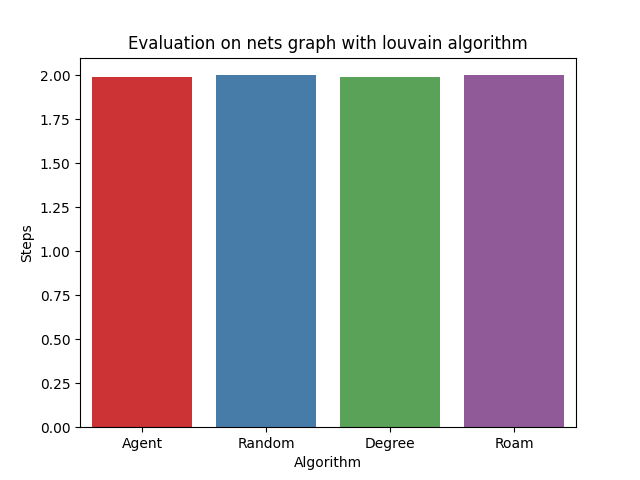 Evaluation on nets graph with louvain algorithm
2.00
1.75
1.50
1.25
1.00
0.75
0.50
0.25
0.00
Steps
Agent Random Degree Roam
Algorithm